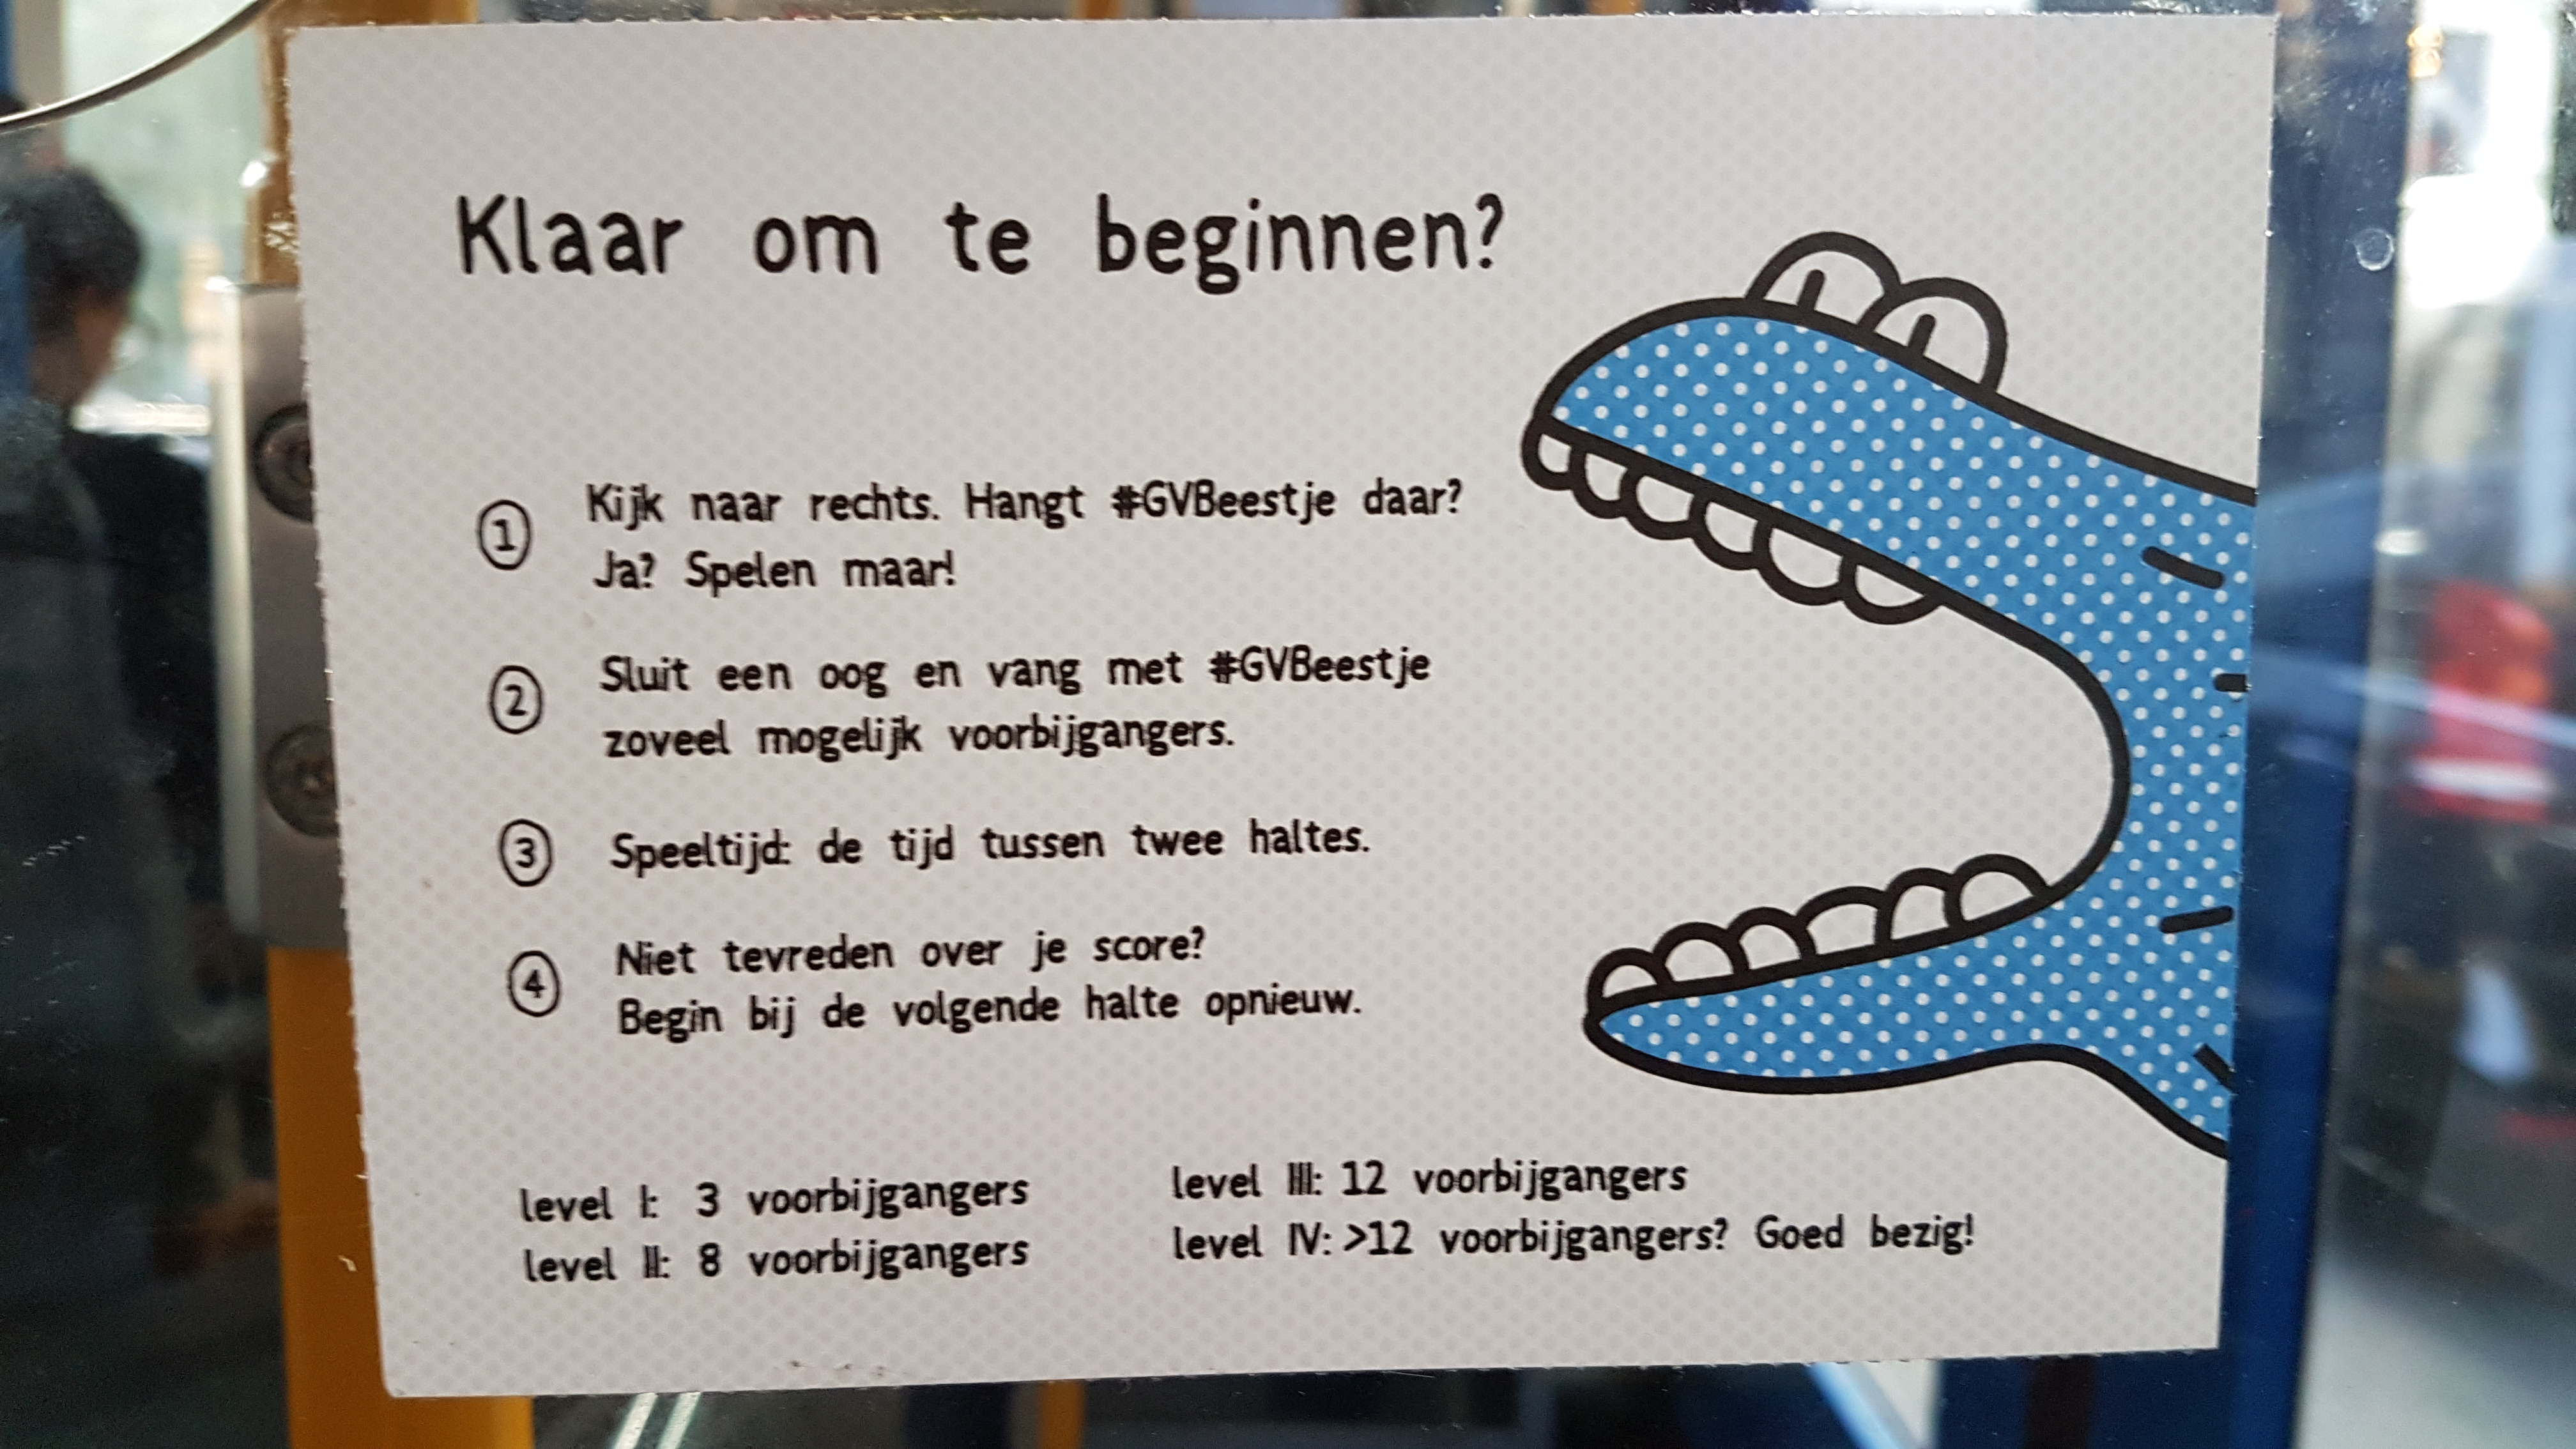 Klaar om te beginnen?
1 Kijk naar rechts. Hangt #GVBeestje daar?
Ja? Spelen maar!
2 Sluit een oog en vang met #GVBeestje
zoveel mogelijk voorbijgangers.
3 Speeltijd: de tijd tussen twee haltes.
4 Niet tevreden over je score?
Begin bij de volgende halte opnieuw.
level I: 3 voorbijgangers
level II: 8 voorbijgangers
level III: 12 voorbijgangers
level IV: >12 voorbijgangers? Goed bezig!